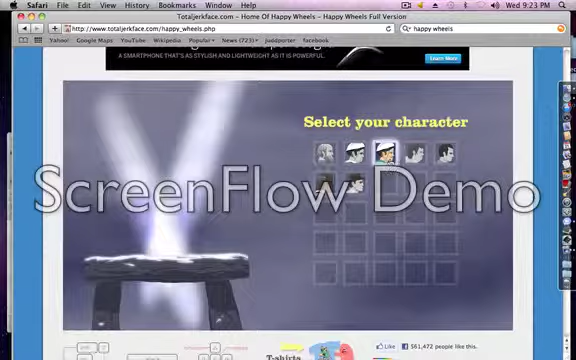 Safari File Edit View History Bookmarks Window Help Wed 9:23 PM
Totaljerkface.com – Home Of Happy Wheels – Happy Wheels Full Version
http://www.totaljerkface.com/happy_wheels.php
happy wheels
Apple Yahoo! Google Maps YouTube Wikipedia Popular News (723) juddporter facebook
A SMARTPHONE THAT'S AS STYLISH AND LIGHTWEIGHT AS IT IS POWERFUL.
Learn More
Select your character
ScreenFlow Demo
T-shirts
Like
561,472 people like this.